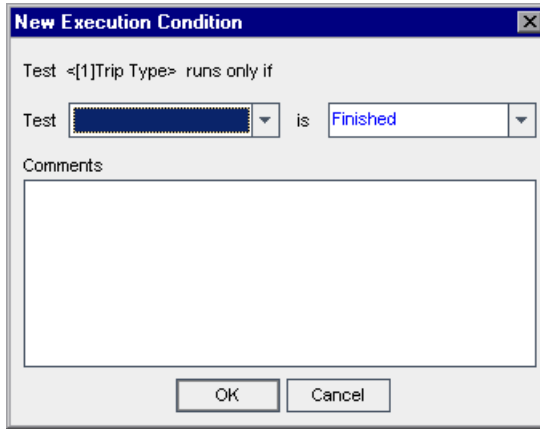 New Execution Condition
Test <[1]Trip Type> runs only if
Test is Finished
Comments
OK Cancel